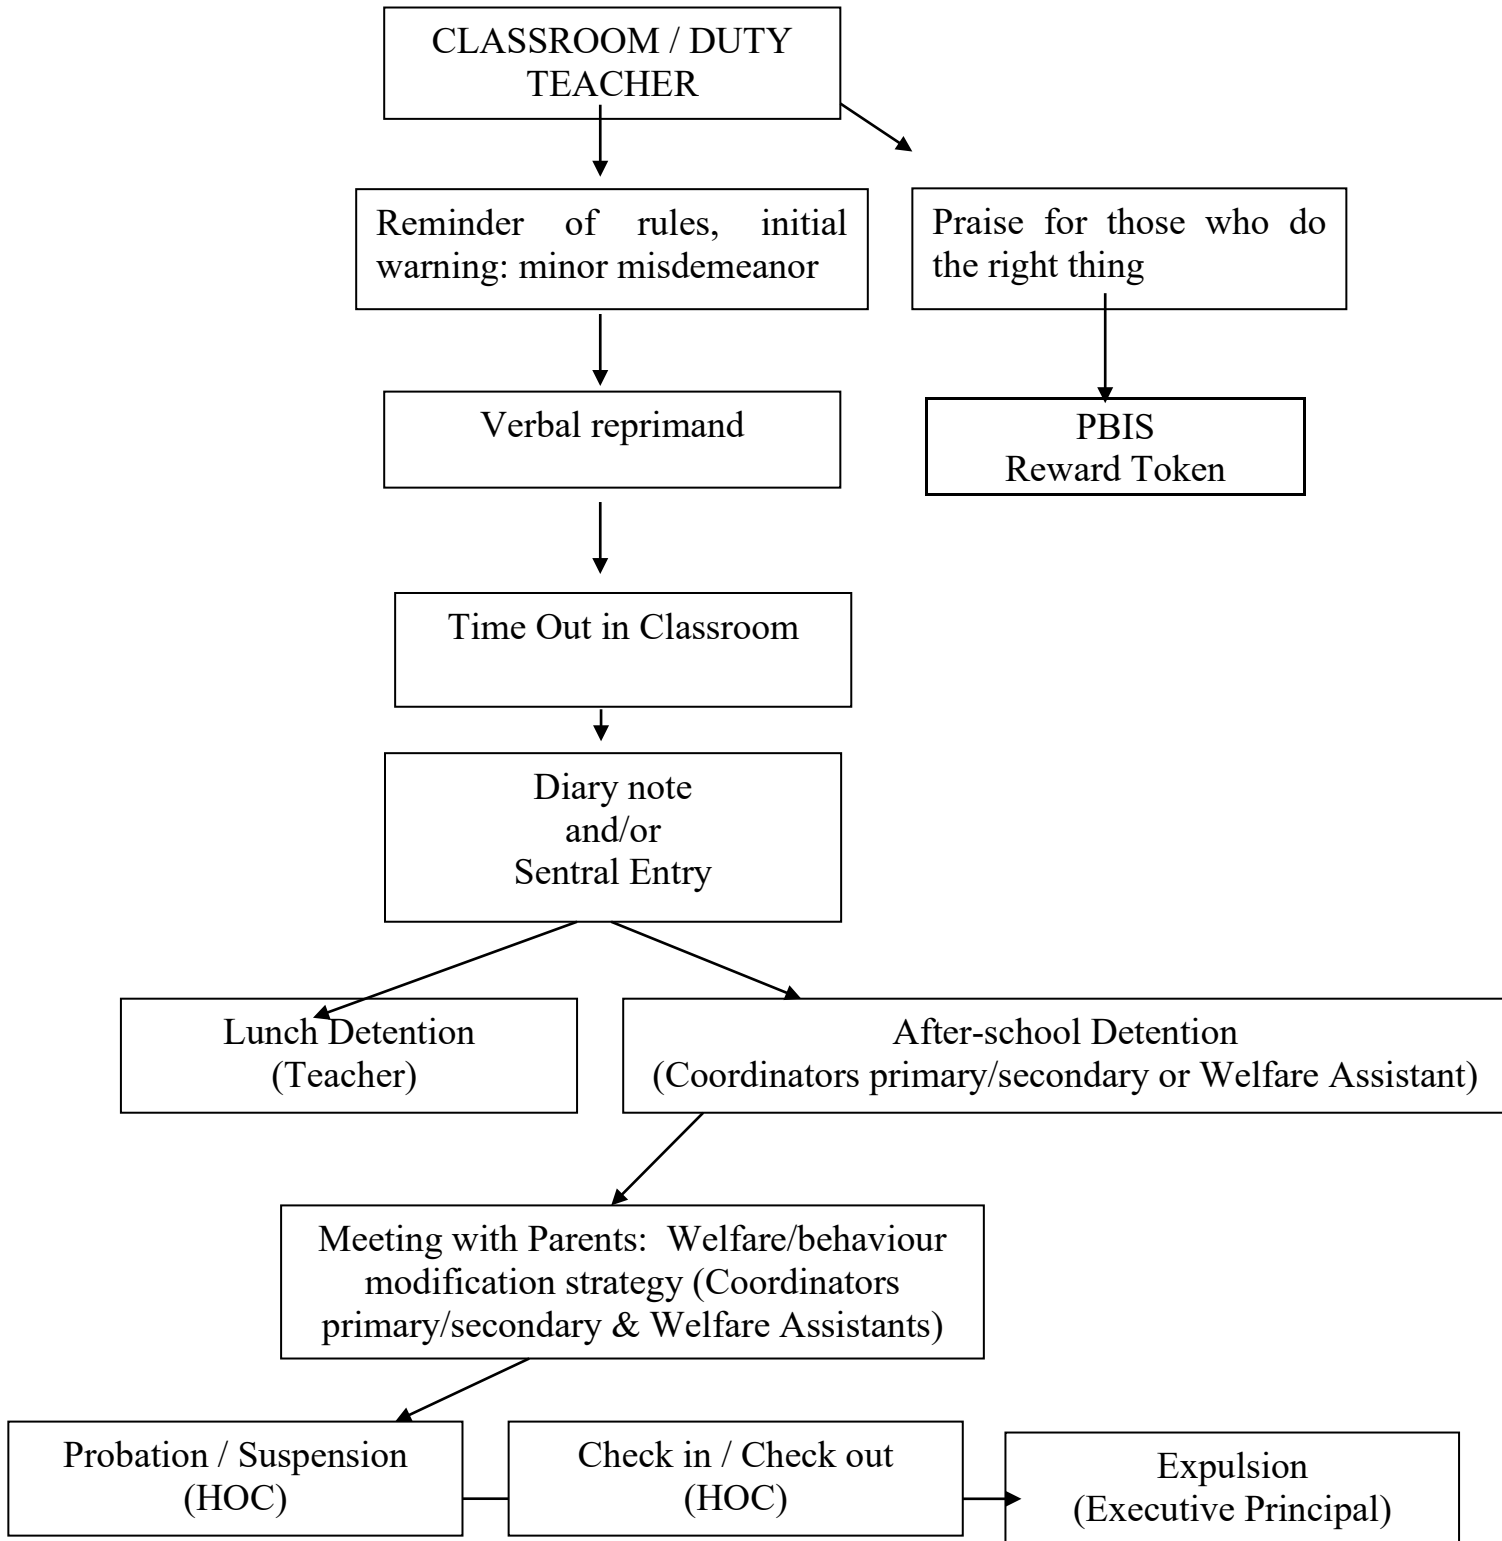 CLASSROOM / DUTY
TEACHER
Reminder of rules, initial
warning: minor misdemeanor
Praise for those who do
the right thing
Verbal reprimand
PBIS
Reward Token
Time Out in Classroom
Diary note
and/or
Sentral Entry
Lunch Detention
(Teacher)
After-school Detention
(Coordinators primary/secondary or Welfare Assistant)
Meeting with Parents:  Welfare/behaviour
modification strategy (Coordinators
primary/secondary & Welfare Assistants)
Probation / Suspension
(HOC)
Check in / Check out
(HOC)
Expulsion
(Executive Principal)